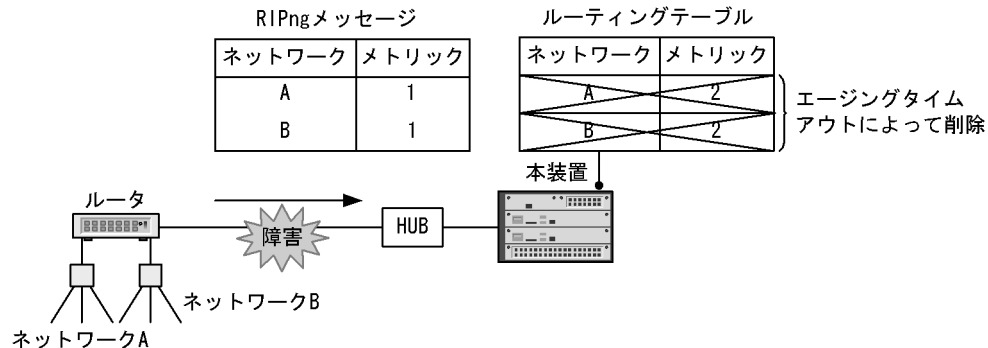 RIPngメッセージ
ネットワーク メトリック
A 1
B 1
ルーティングテーブル
ネットワーク メトリック
A 2
B 2
エージングタイム
アウトによって削除
本装置
ルータ
障害
HUB
ネットワークB
ネットワークA